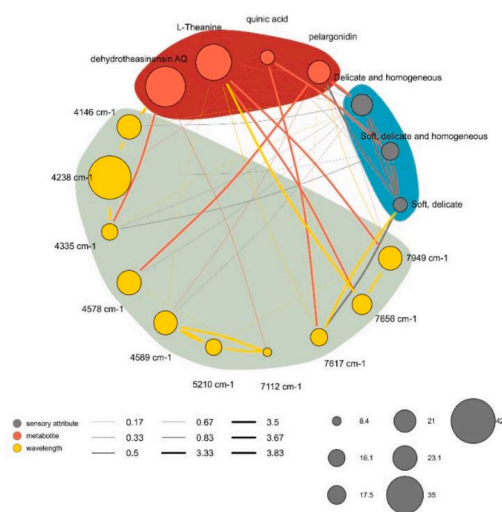 quinic acid
L-Theanine
pelargonidin
dehydrotheasinensin AQ
Delicate and homogeneous
4146 cm-1
Soft, delicate and homogeneous
4238 cm-1
Soft, delicate
4335 cm-1
7949 cm-1
4578 cm-1
7656 cm-1
4589 cm-1
7617 cm-1
5210 cm-1
7112 cm-1
sensory attribute
metabolite
wavelength
0.17
0.67
3.5
0.33
0.83
3.67
0.5
3.33
3.83
8.4
21
42
16.1
23.1
17.5
35